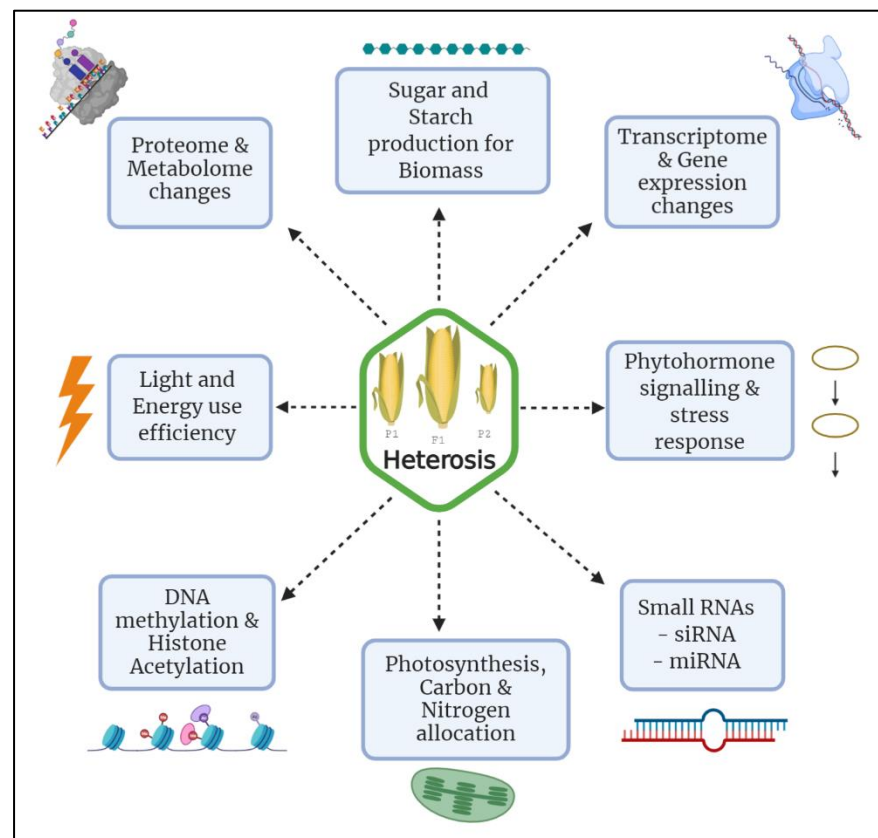 Sugar and
Starch
production for
Biomass
Proteome &
Metabolome
changes
Transcriptome
& Gene
expression
changes
Light and
Energy use
efficiency
P1
F1
P2
Heterosis
Phytohormone
signalling &
stress
response
DNA
methylation &
Histone
Acetylation
Photosynthesis,
Carbon &
Nitrogen
allocation
Small RNAs
- siRNA
- miRNA